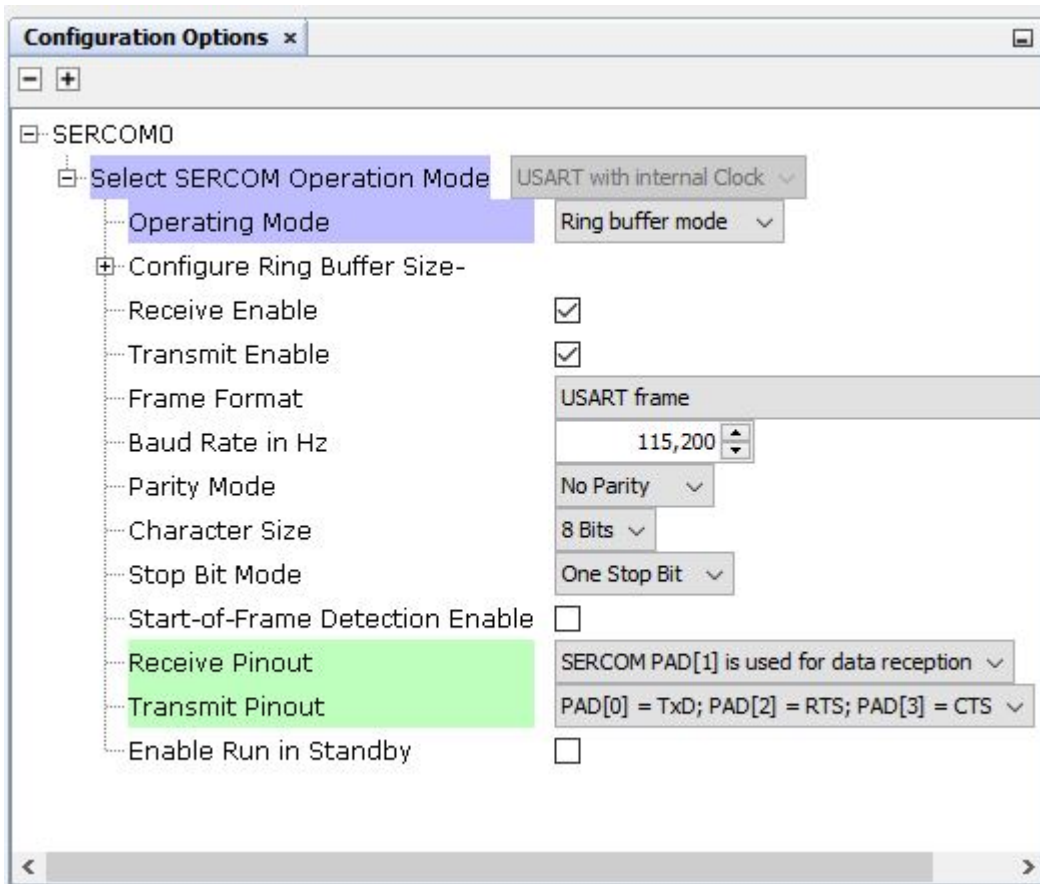 Configuration Options ×
SERCOM0
Select SERCOM Operation Mode USART with internal Clock
Operating Mode Ring buffer mode
Configure Ring Buffer Size-
Receive Enable
Transmit Enable
Frame Format USART frame
Baud Rate in Hz 115,200
Parity Mode No Parity
Character Size 8 Bits
Stop Bit Mode One Stop Bit
Start-of-Frame Detection Enable
Receive Pinout SERCOM PAD[1] is used for data reception
Transmit Pinout PAD[0] = TxD; PAD[2] = RTS; PAD[3] = CTS
Enable Run in Standby